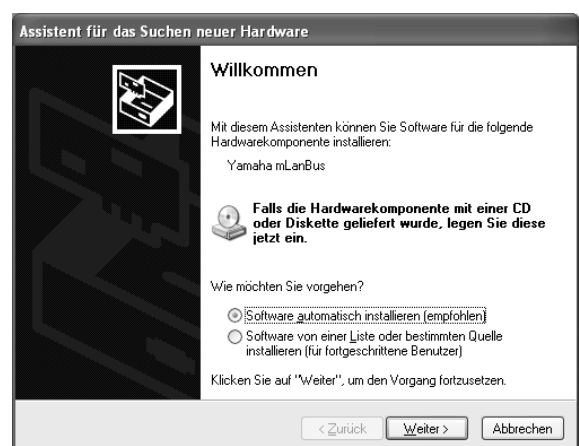 Assistent für das Suchen neuer Hardware
Willkommen
Mit diesem Assistenten können Sie Software für die folgende
Hardwarekomponente installieren:
Yamaha mLanBus
Falls die Hardwarekomponente mit einer CD
oder Diskette geliefert wurde, legen Sie diese
jetzt ein.
Wie möchten Sie vorgehen?
Software automatisch installieren (empfohlen)
Software von einer Liste oder bestimmten Quelle
installieren (für fortgeschrittene Benutzer)
Klicken Sie auf "Weiter", um den Vorgang fortzusetzen.
< Zurück
Weiter >
Abbrechen